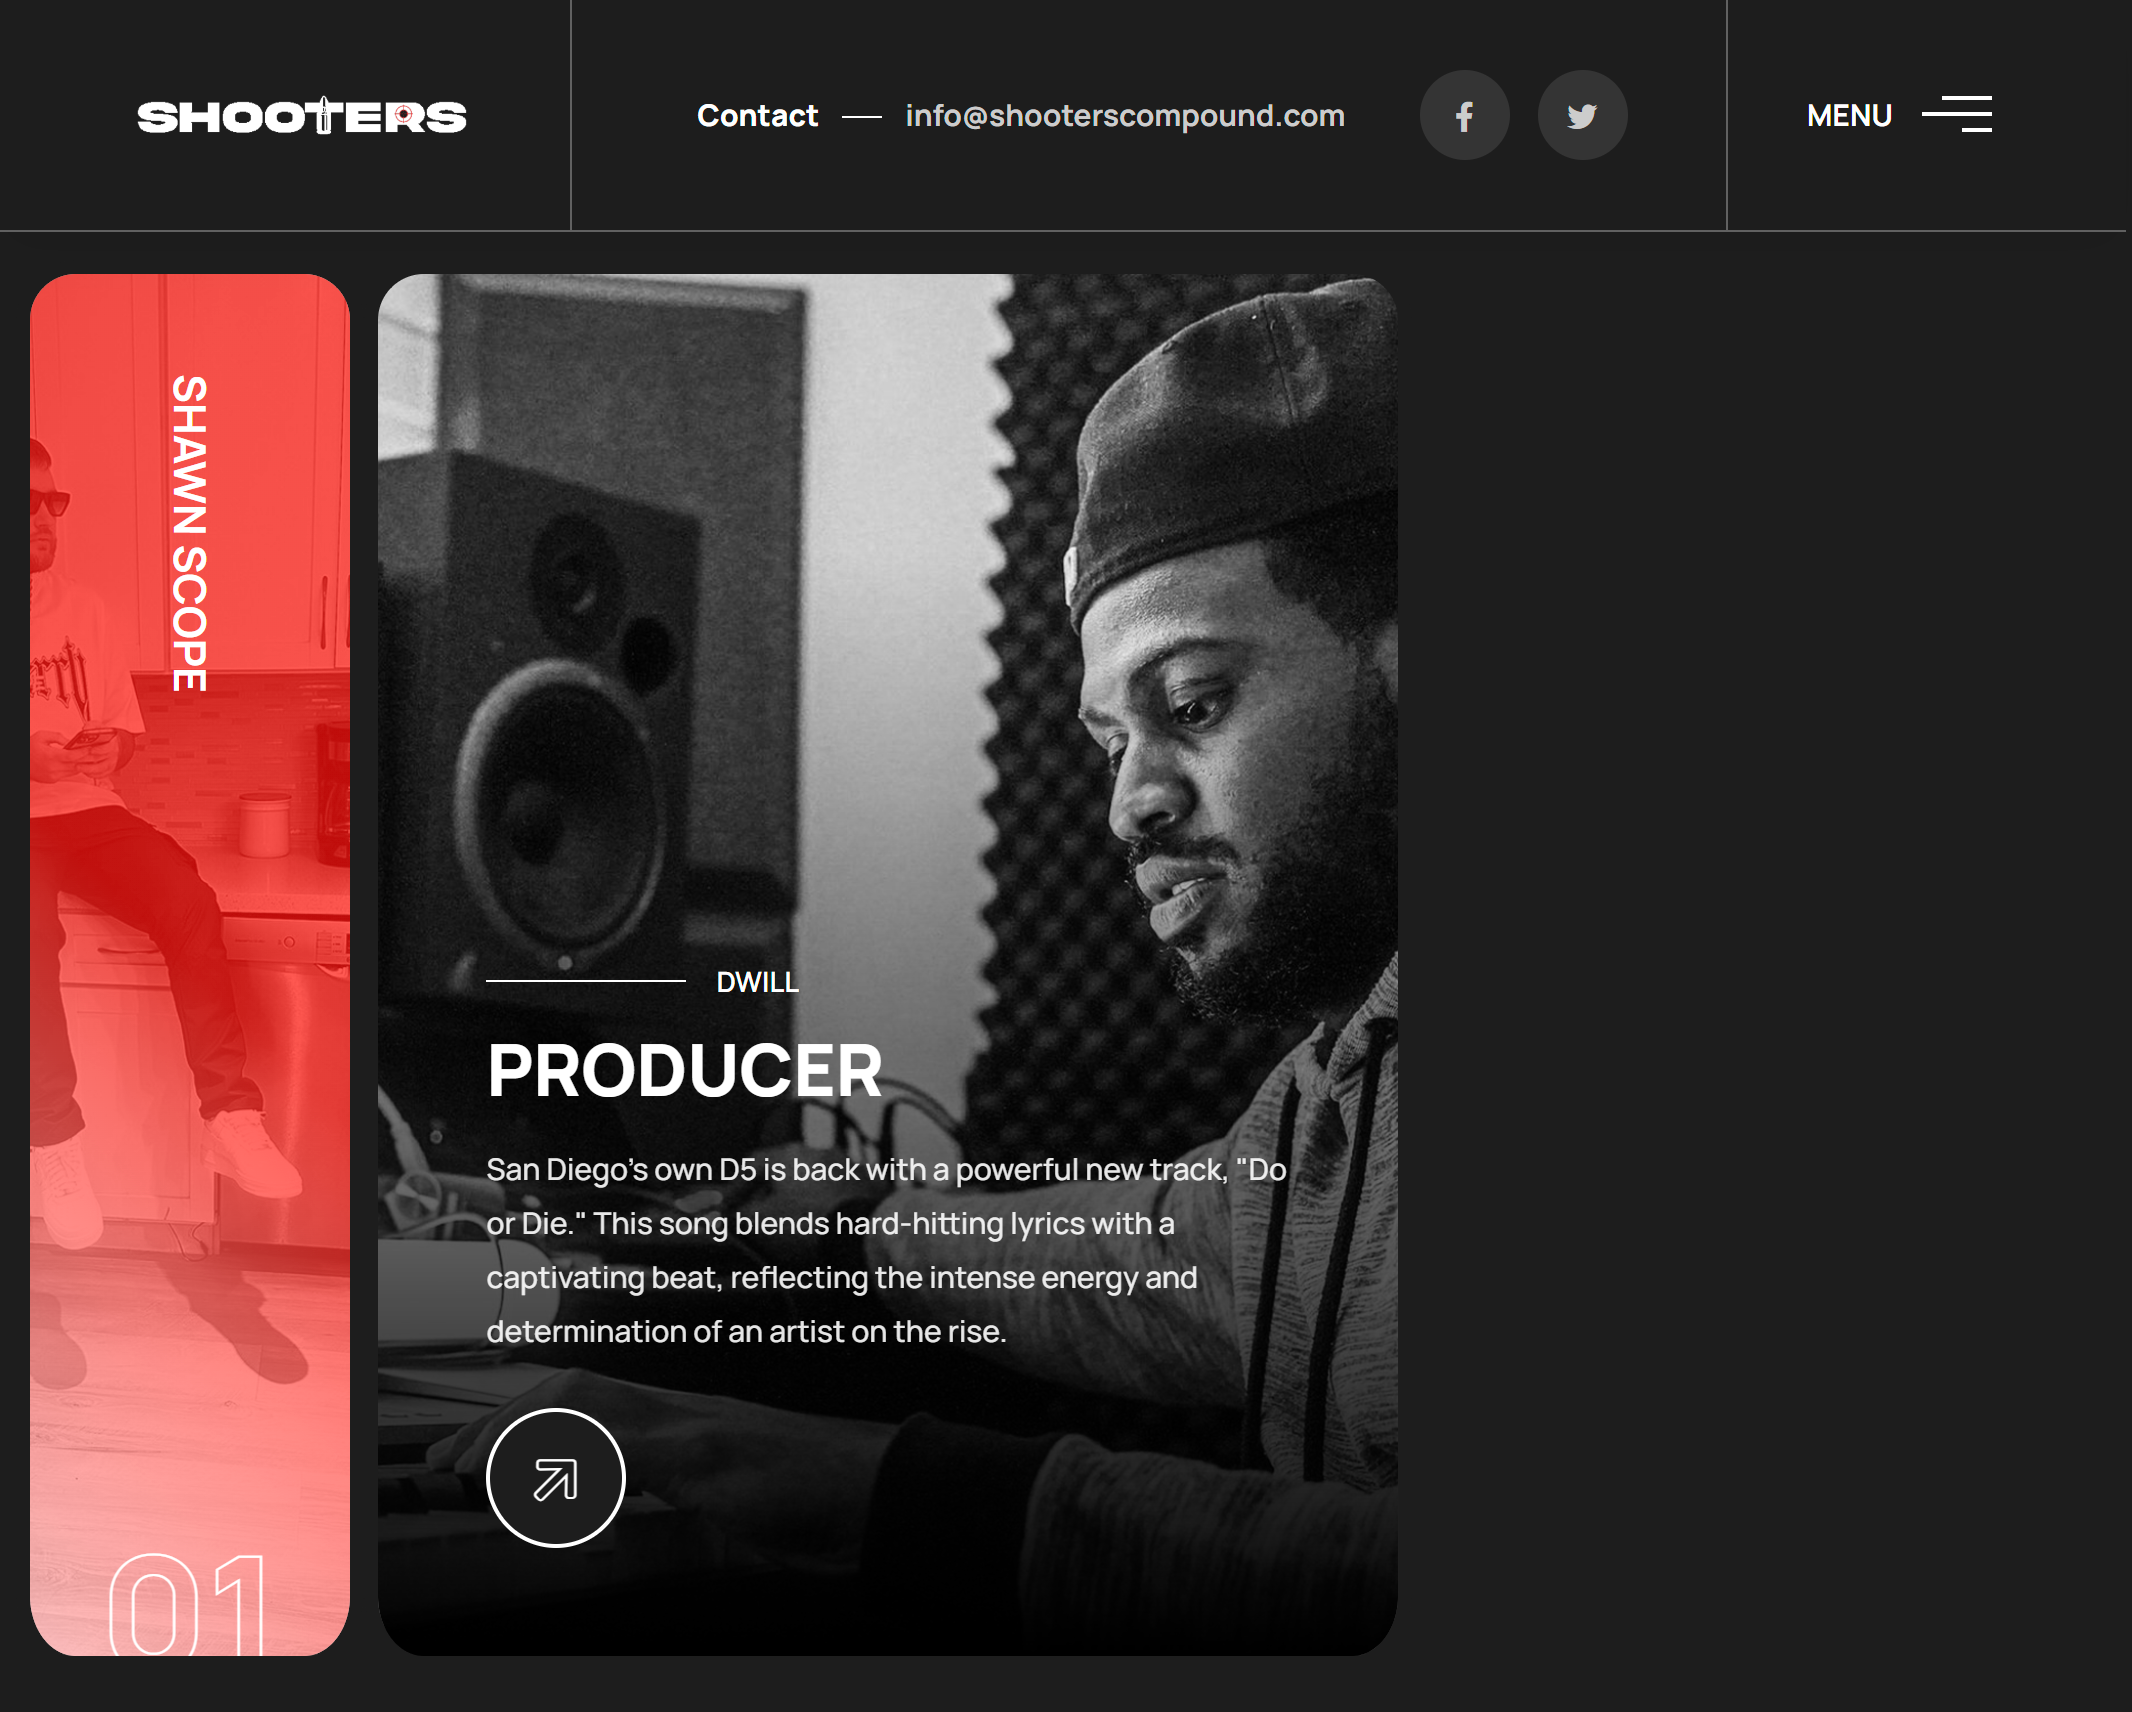 SHOOTERS
Contact — info@shooterscompound.com
MENU
SHAWN SCOPE
01
DWILL
PRODUCER
San Diego's own D5 is back with a powerful new track, "Do
or Die." This song blends hard-hitting lyrics with a
captivating beat, reflecting the intense energy and
determination of an artist on the rise.